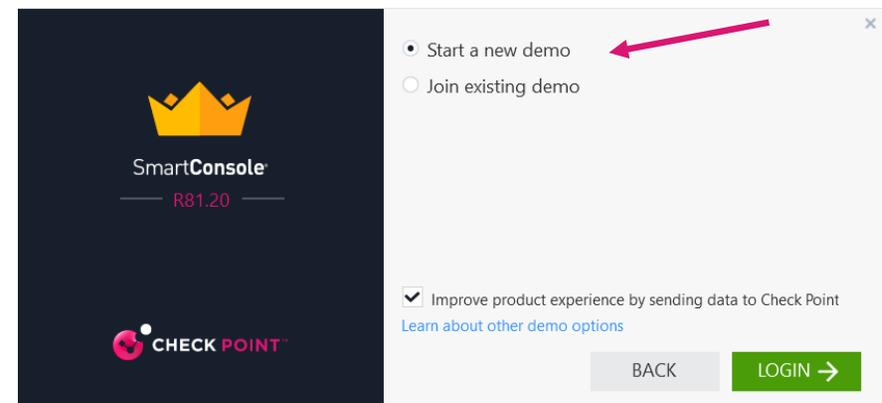 Start a new demo
Join existing demo
SmartConsole
R81.20
Improve product experience by sending data to Check Point
Learn about other demo options
CHECK POINT™
BACK
LOGIN